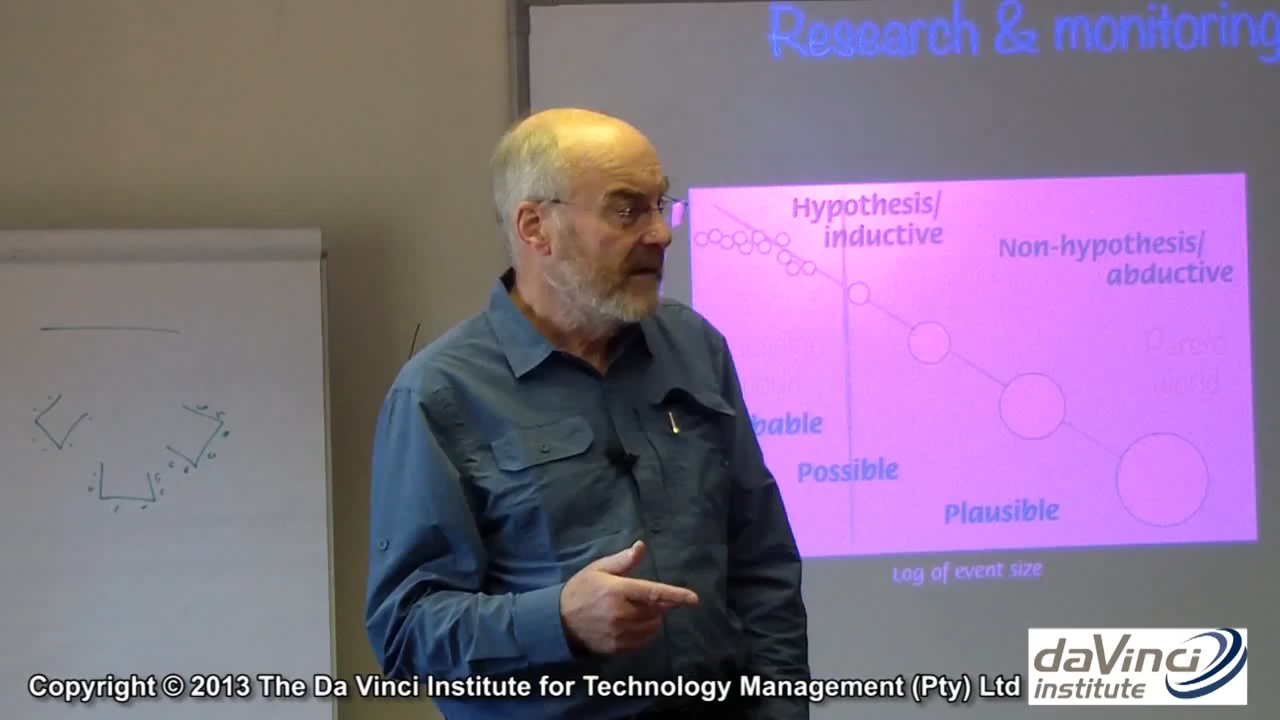 Research & monitoring
Hypothesis/
inductive
Non-hypothesis/
abductive
bable
Possible
Plausible
Log of event size
daVinci
institute
Copyright © 2013 The Da Vinci Institute for Technology Management (Pty) Ltd